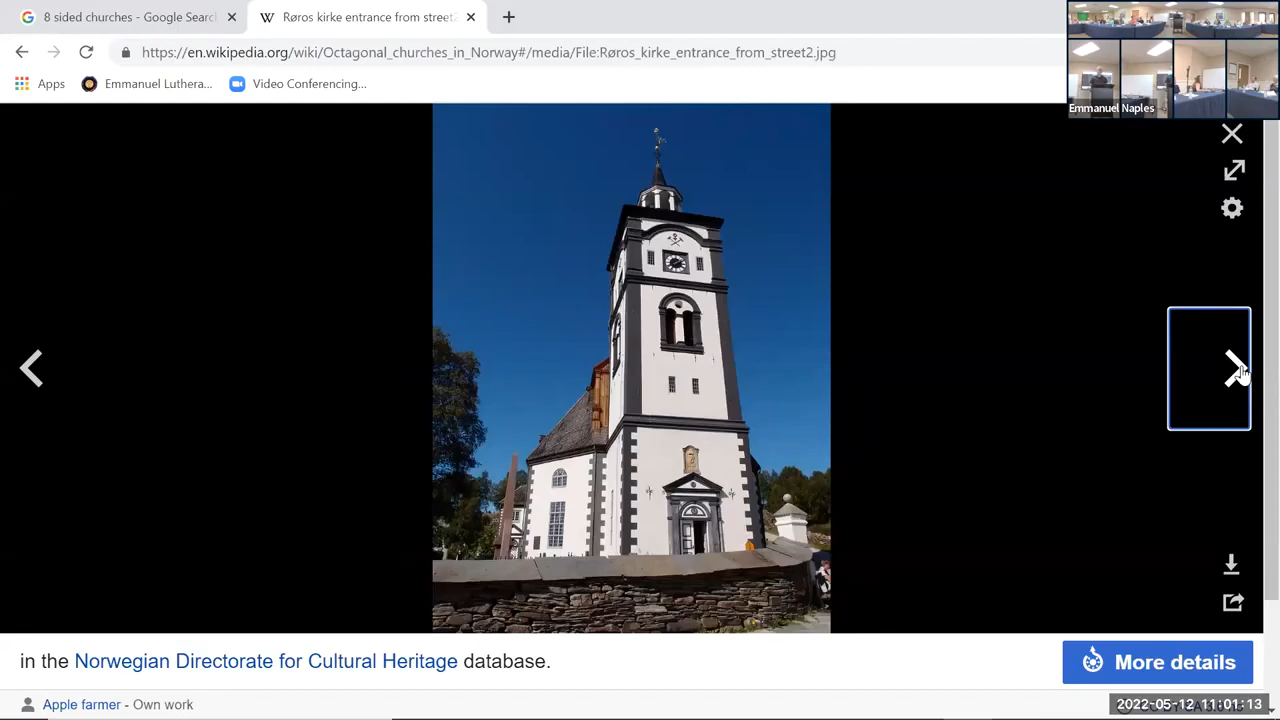 8 sided churches - Google Searc
Røros kirke entrance from street2
https://en.wikipedia.org/wiki/Octagonal_churches_in_Norway#/media/File:Røros_kirke_entrance_from_street2.jpg
Apps
Emmanuel Luthera...
Video Conferencing...
Emmanuel Naples
in the Norwegian Directorate for Cultural Heritage database.
More details
Apple farmer - Own work
2022-05-12 11:01:13